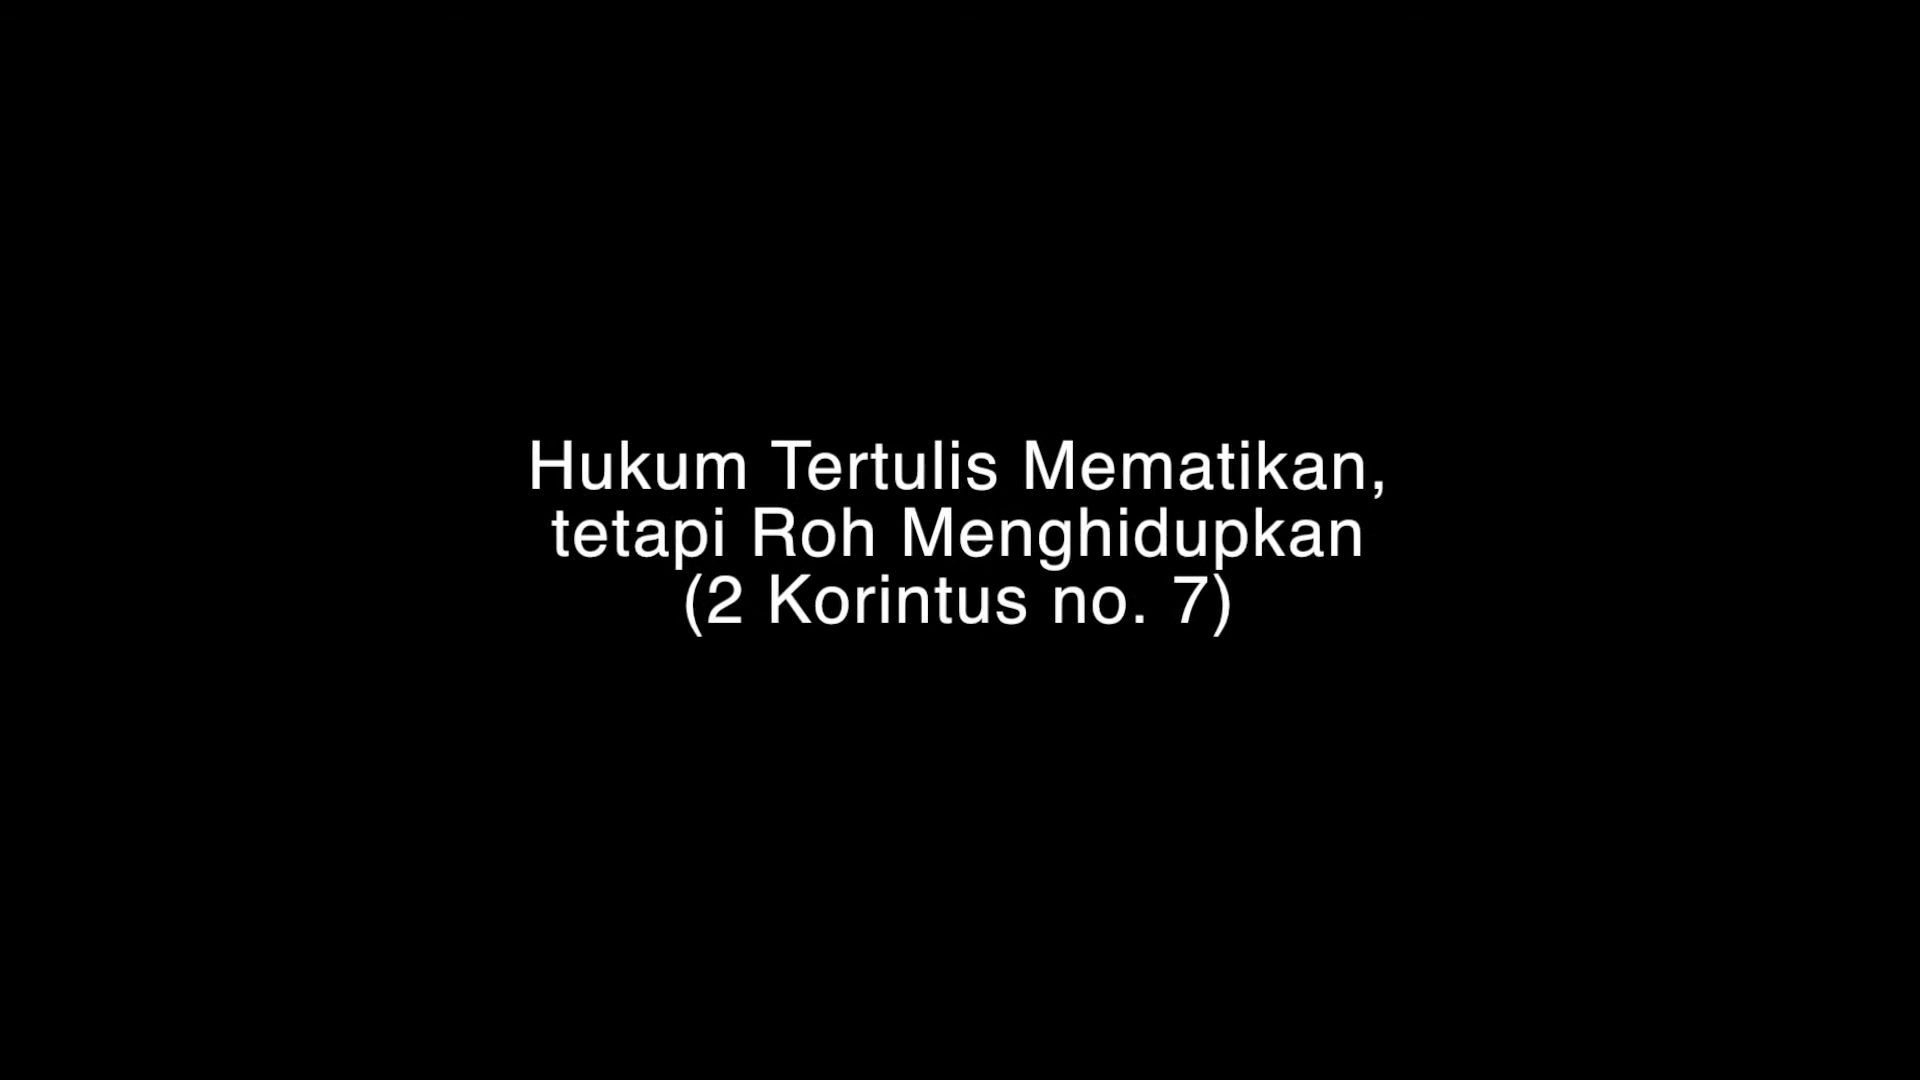 Hukum Tertulis Mematikan,
tetapi Roh Menghidupkan
(2 Korintus no. 7)